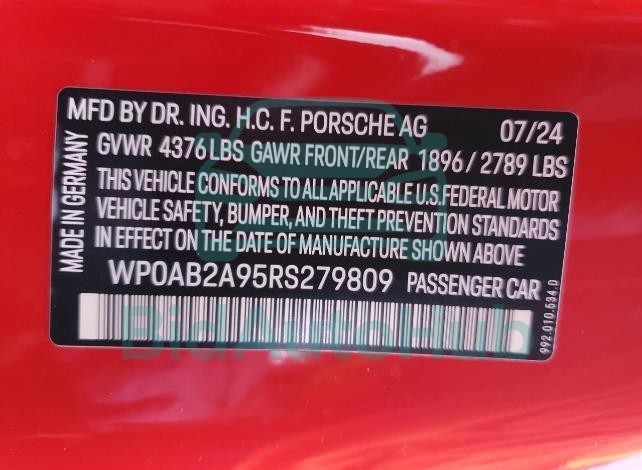 MFD BY DR. ING. H.C. F. PORSCHE AG 07/24
GVWR 4376 LBS GAWR FRONT/REAR 1896 / 2789 LBS
THIS VEHICLE CONFORMS TO ALL APPLICABLE U.S.FEDERAL MOTOR
VEHICLE SAFETY, BUMPER, AND THEFT PREVENTION STANDARDS
IN EFFECT ON THE DATE OF MANUFACTURE SHOWN ABOVE
WP0AB2A95RS279809 PASSENGER CAR
MADE IN GERMANY
992.010.534.D
BidAutoHub